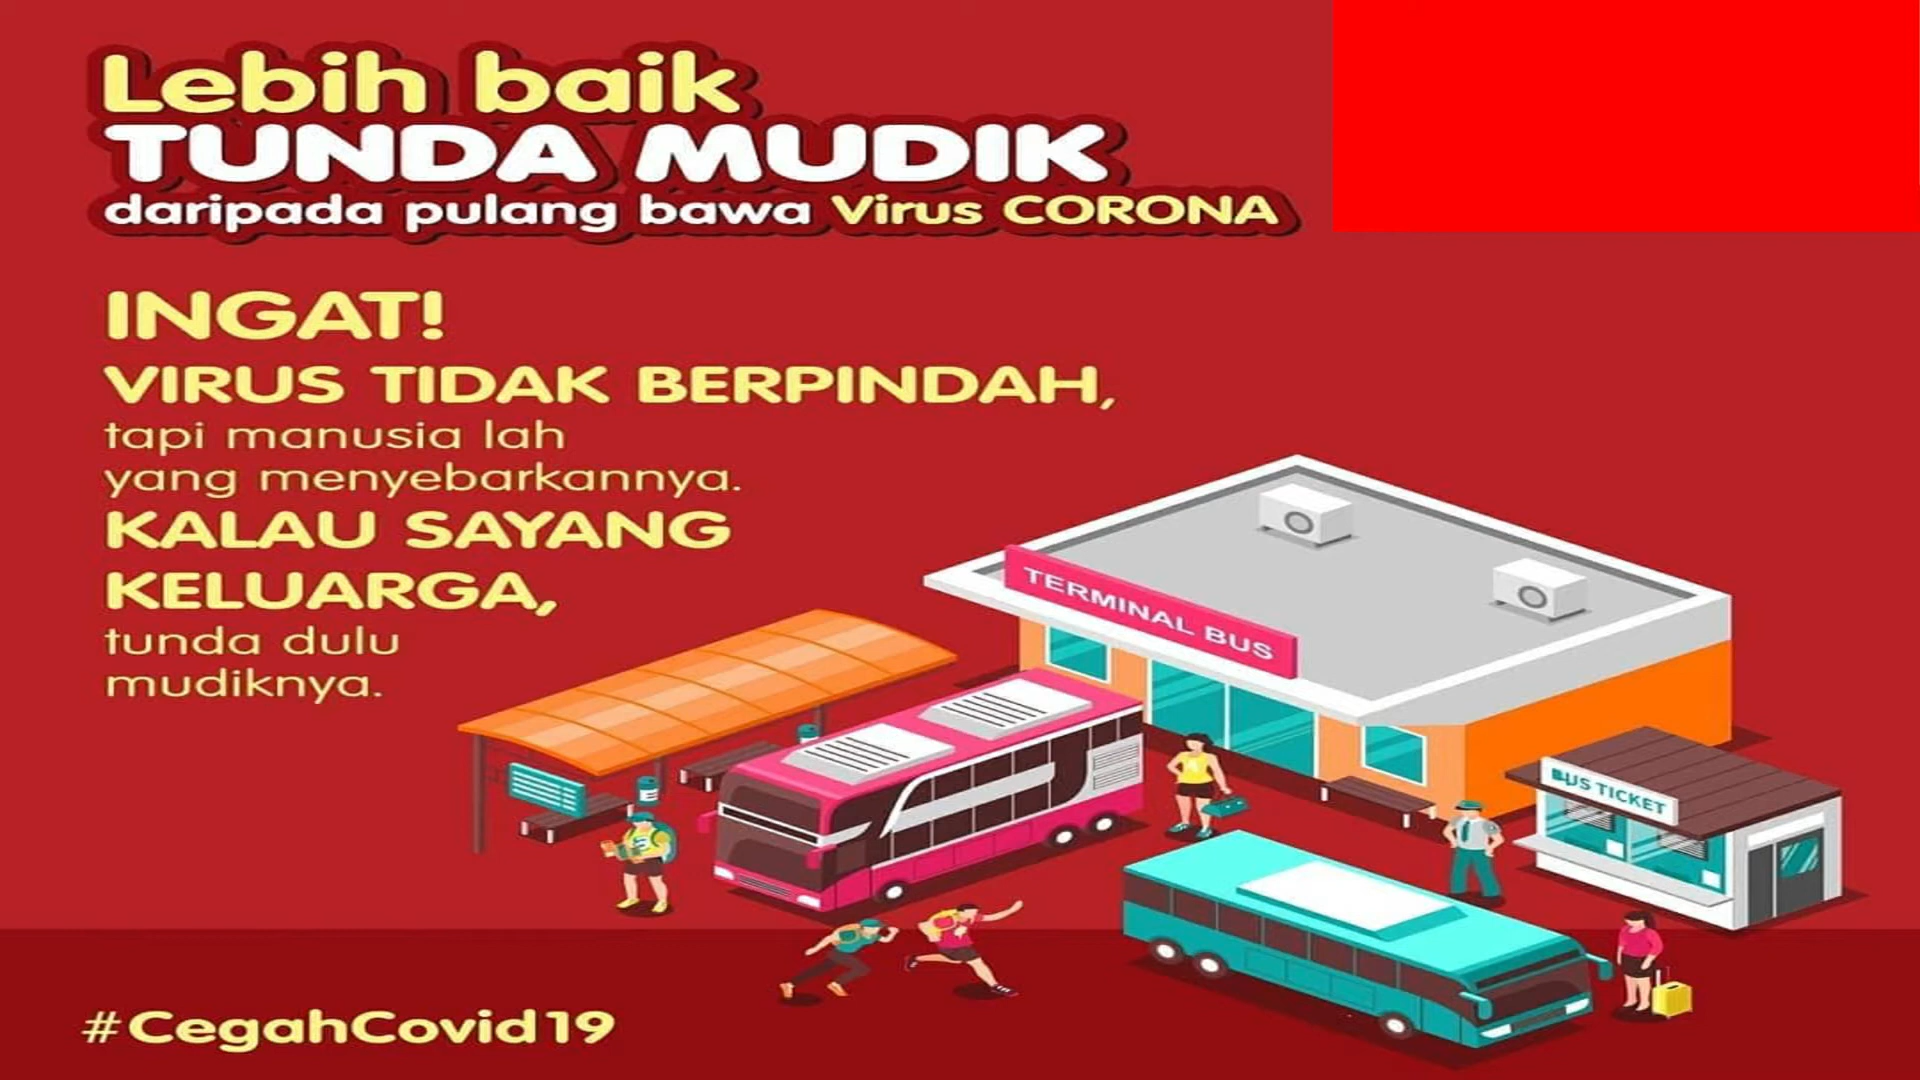 Lebih baik
TUNDA MUDIK
daripada pulang bawa Virus CORONA
INGAT!
VIRUS TIDAK BERPINDAH,
tapi manusia lah
yang menyebarkannya.
KALAU SAYANG
KELUARGA,
tunda dulu
mudiknya.
TERMINAL BUS
BUS TICKET
#CegahCovid19